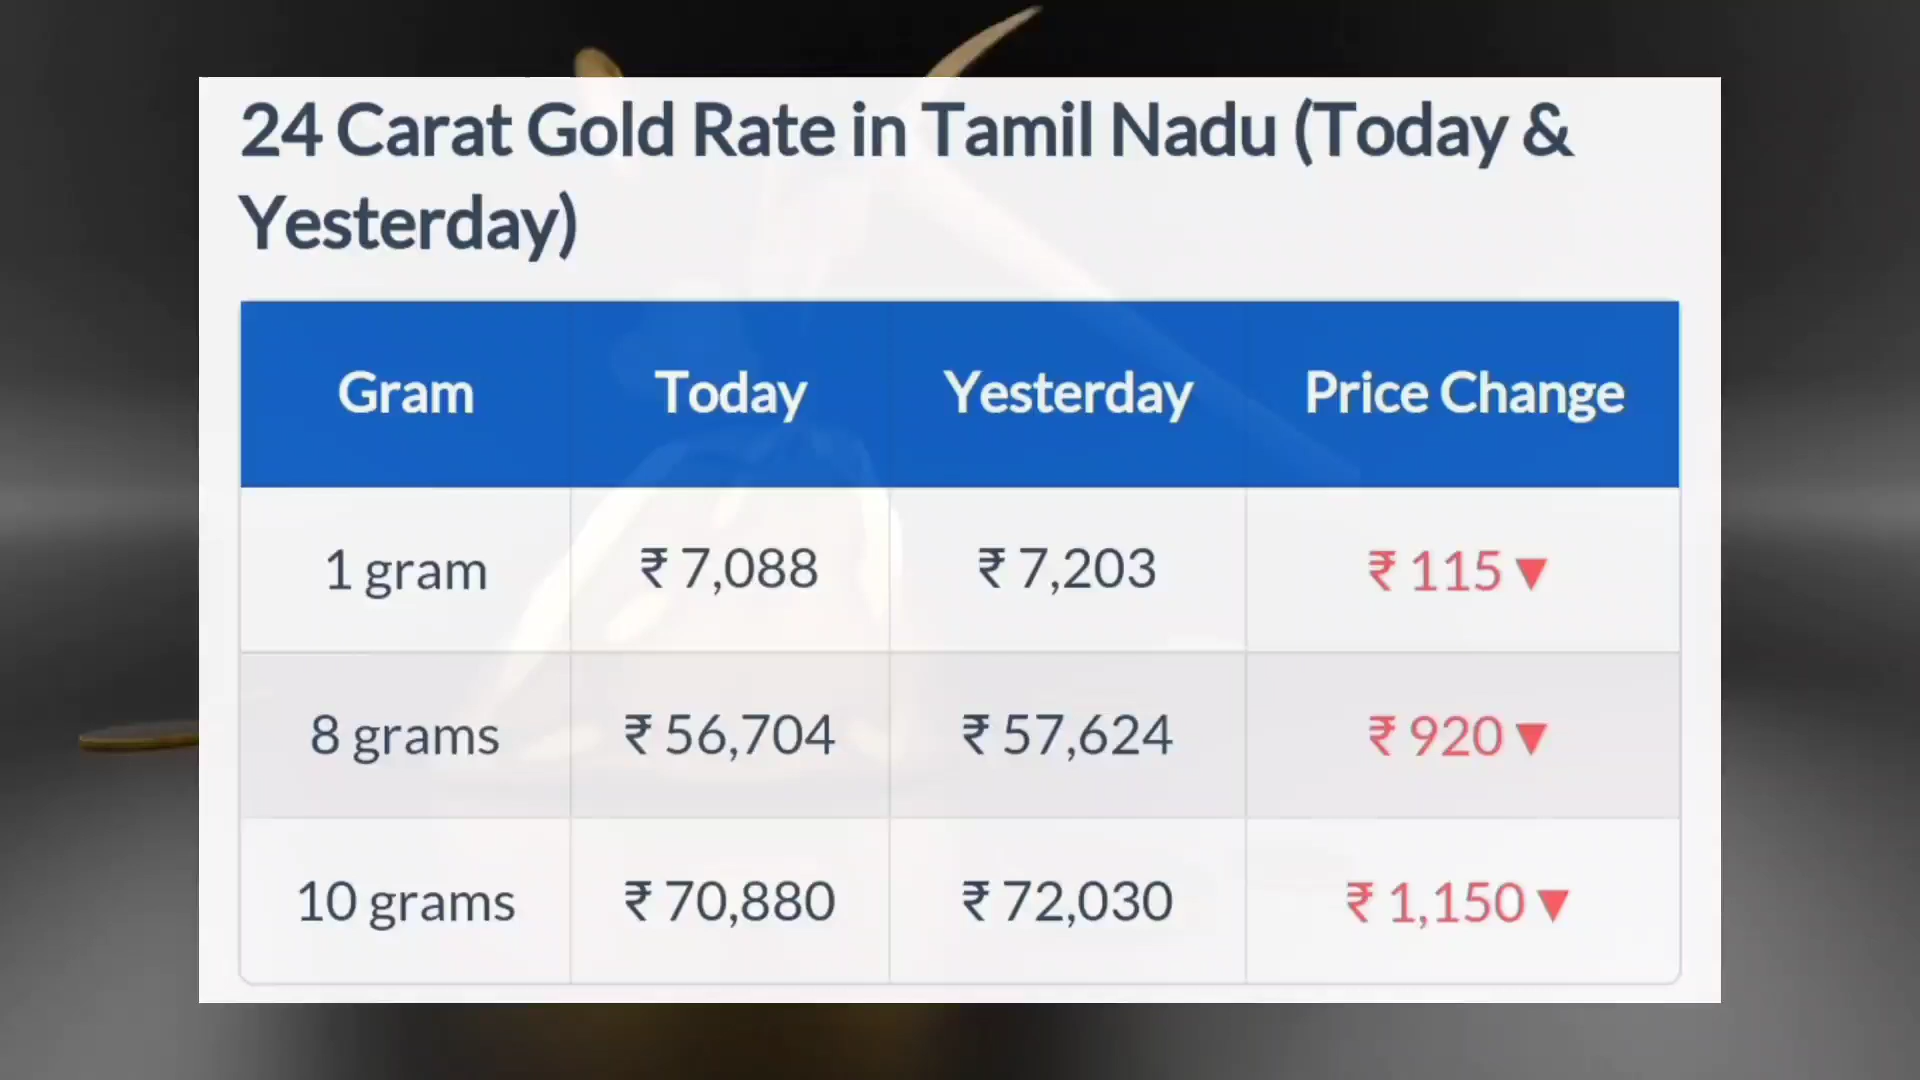 24 Carat Gold Rate in Tamil Nadu (Today &
Yesterday)
Gram Today Yesterday Price Change
1 gram ₹ 7,088 ₹ 7,203 ₹ 115 ▼
8 grams ₹ 56,704 ₹ 57,624 ₹ 920 ▼
10 grams ₹ 70,880 ₹ 72,030 ₹ 1,150 ▼